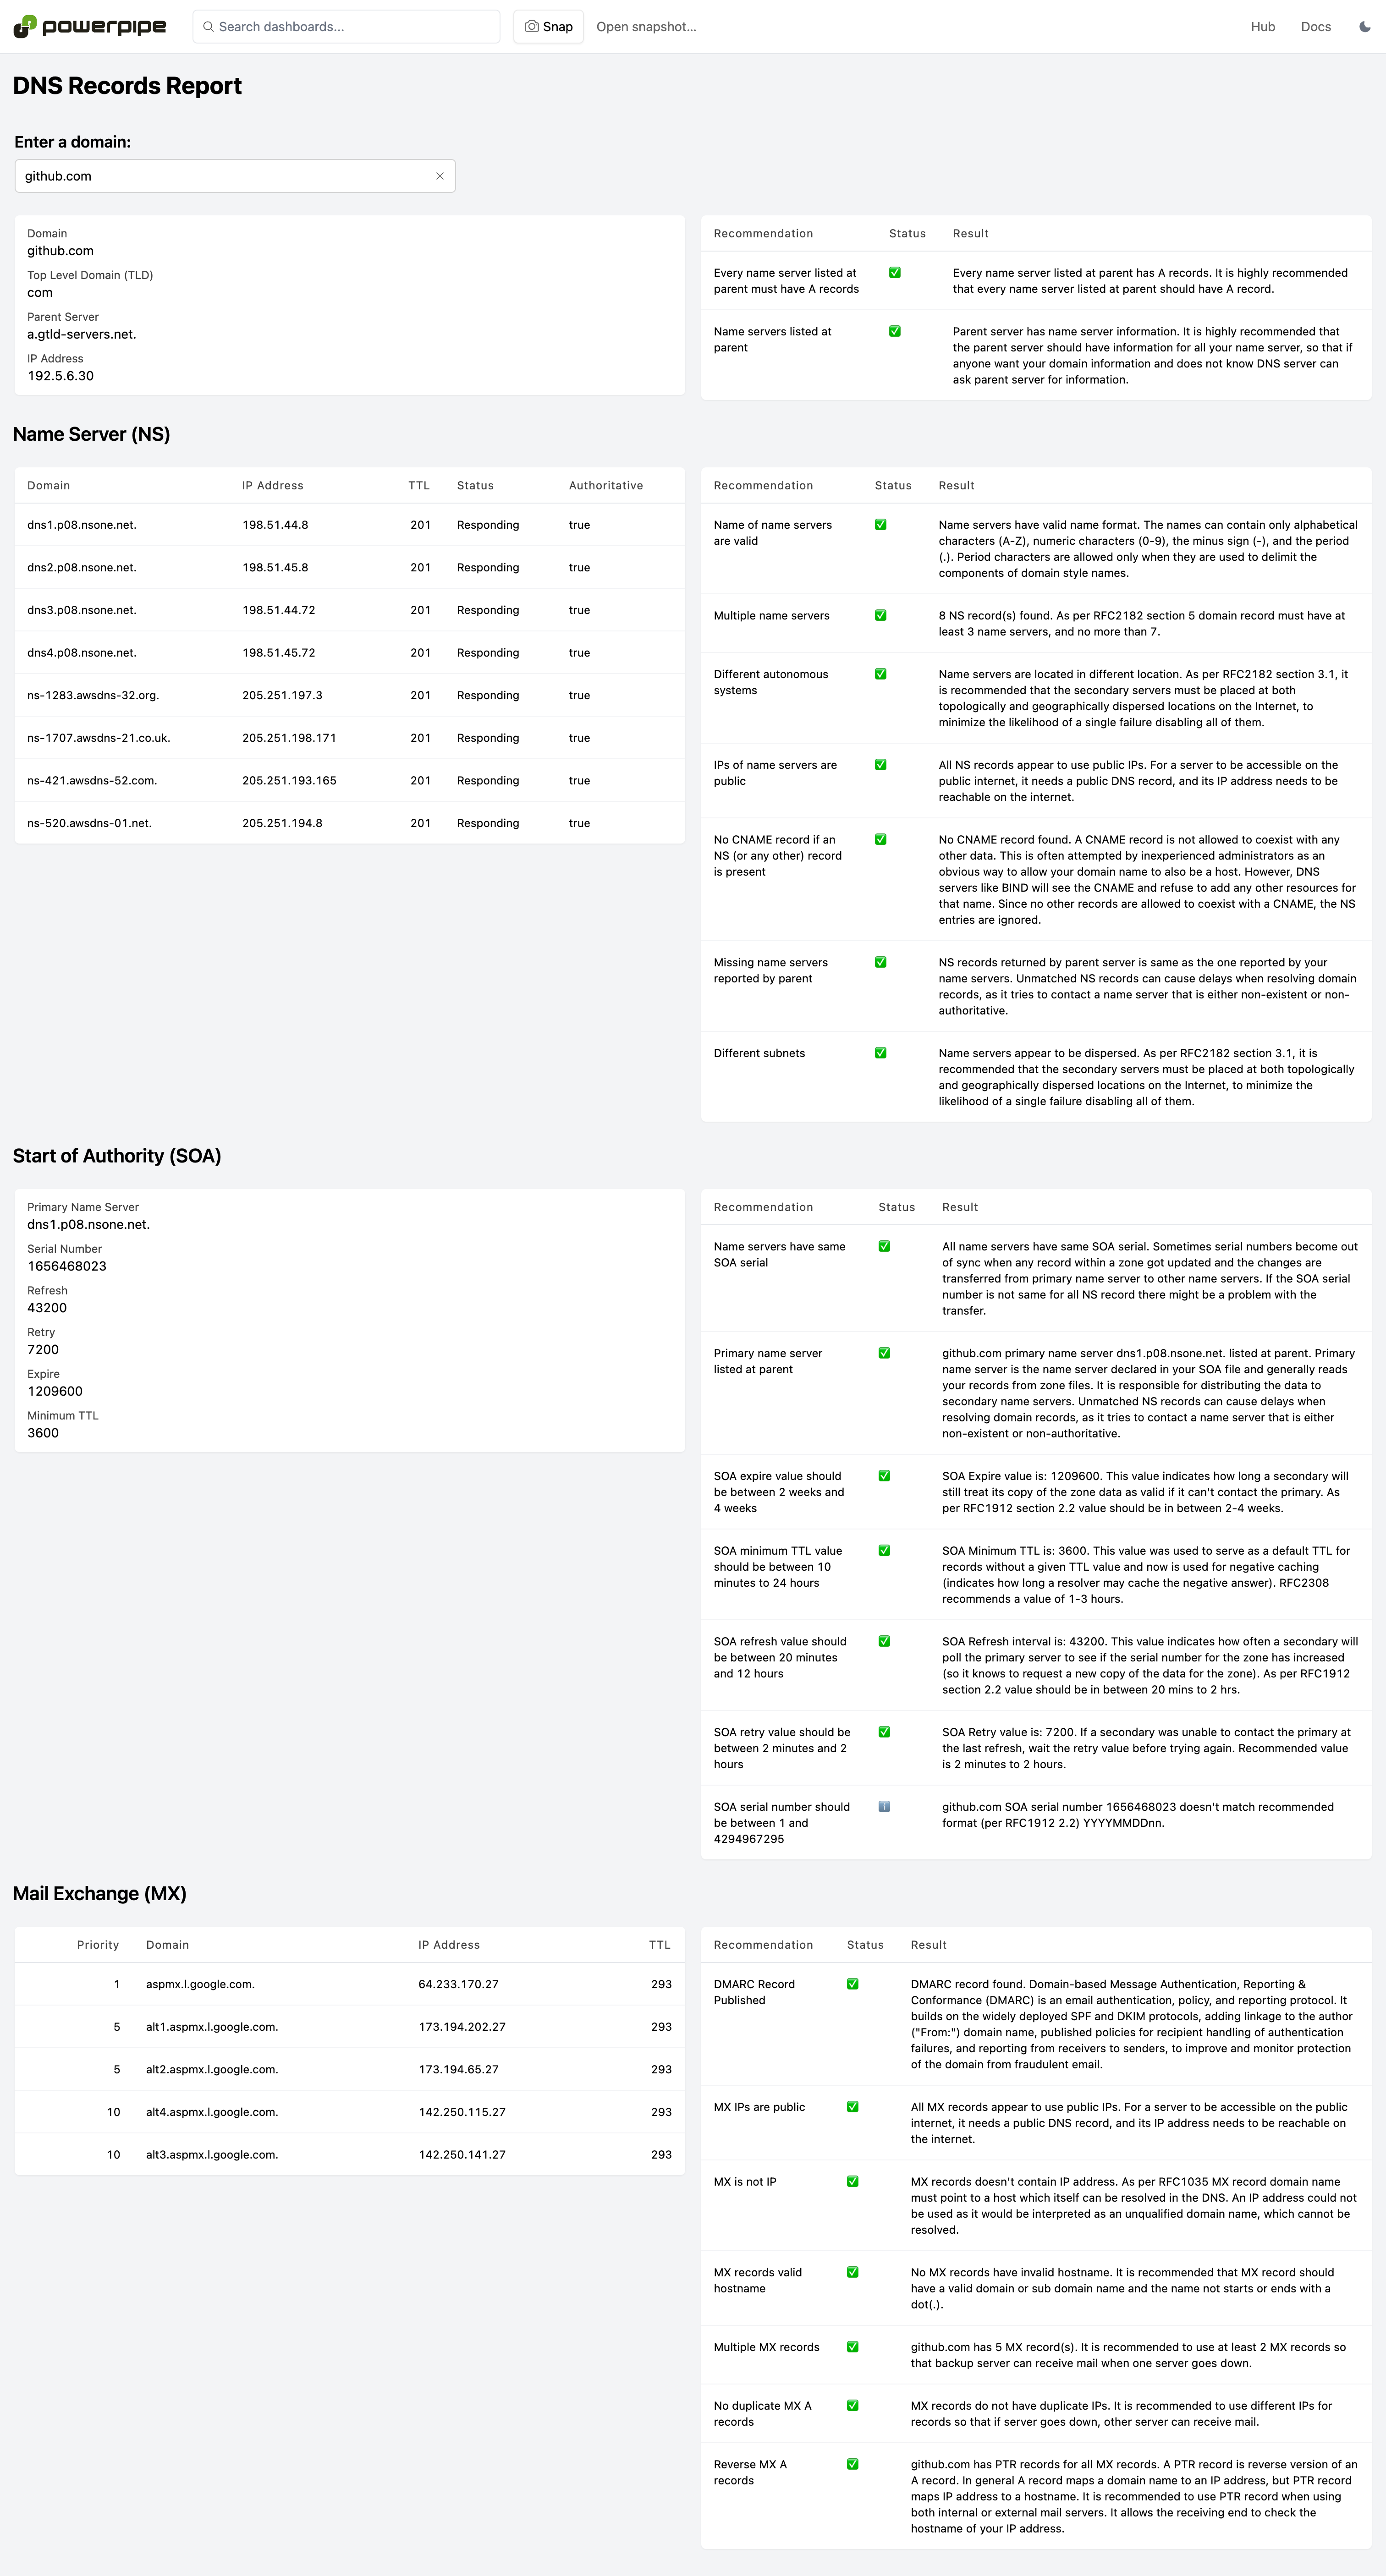 powerpipe
Search dashboards...
Snap
Open snapshot...
Hub
Docs
DNS Records Report
Enter a domain:
github.com
Domain
github.com
Top Level Domain (TLD)
com
Parent Server
a.gtld-servers.net.
IP Address
192.5.6.30
Recommendation Status Result
Every name server listed at
parent must have A records
Every name server listed at parent has A records. It is highly recommended
that every name server listed at parent should have A record.
Name servers listed at
parent
Parent server has name server information. It is highly recommended that
the parent server should have information for all your name server, so that if
anyone want your domain information and does not know DNS server can
ask parent server for information.
Name Server (NS)
Domain IP Address TTL Status Authoritative
dns1.p08.nsone.net. 198.51.44.8 201 Responding true
dns2.p08.nsone.net. 198.51.45.8 201 Responding true
dns3.p08.nsone.net. 198.51.44.72 201 Responding true
dns4.p08.nsone.net. 198.51.45.72 201 Responding true
ns-1283.awsdns-32.org. 205.251.197.3 201 Responding true
ns-1707.awsdns-21.co.uk. 205.251.198.171 201 Responding true
ns-421.awsdns-52.com. 205.251.193.165 201 Responding true
ns-520.awsdns-01.net. 205.251.194.8 201 Responding true
Recommendation Status Result
Name of name servers
are valid
Name servers have valid name format. The names can contain only alphabetical
characters (A-Z), numeric characters (0-9), the minus sign (-), and the period
(.). Period characters are allowed only when they are used to delimit the
components of domain style names.
Multiple name servers
8 NS record(s) found. As per RFC2182 section 5 domain record must have at
least 3 name servers, and no more than 7.
Different autonomous
systems
Name servers are located in different location. As per RFC2182 section 3.1, it
is recommended that the secondary servers must be placed at both
topologically and geographically dispersed locations on the Internet, to
minimize the likelihood of a single failure disabling all of them.
IPs of name servers are
public
All NS records appear to use public IPs. For a server to be accessible on the
public internet, it needs a public DNS record, and its IP address needs to be
reachable on the internet.
No CNAME record if an
NS (or any other) record
is present
No CNAME record found. A CNAME record is not allowed to coexist with any
other data. This is often attempted by inexperienced administrators as an
obvious way to allow your domain name to also be a host. However, DNS
servers like BIND will see the CNAME and refuse to add any other resources for
that name. Since no other records are allowed to coexist with a CNAME, the NS
entries are ignored.
Missing name servers
reported by parent
NS records returned by parent server is same as the one reported by your
name servers. Unmatched NS records can cause delays when resolving domain
records, as it tries to contact a name server that is either non-existent or non-
authoritative.
Different subnets
Name servers appear to be dispersed. As per RFC2182 section 3.1, it is
recommended that the secondary servers must be placed at both topologically
and geographically dispersed locations on the Internet, to minimize the
likelihood of a single failure disabling all of them.
Start of Authority (SOA)
Primary Name Server
dns1.p08.nsone.net.
Serial Number
1656468023
Refresh
43200
Retry
7200
Expire
1209600
Minimum TTL
3600
Recommendation Status Result
Name servers have same
SOA serial
All name servers have same SOA serial. Sometimes serial numbers become out
of sync when any record within a zone got updated and the changes are
transferred from primary name server to other name servers. If the SOA serial
number is not same for all NS record there might be a problem with the
transfer.
Primary name server
listed at parent
github.com primary name server dns1.p08.nsone.net. listed at parent. Primary
name server is the name server declared in your SOA file and generally reads
your records from zone files. It is responsible for distributing the data to
secondary name servers. Unmatched NS records can cause delays when
resolving domain records, as it tries to contact a name server that is either
non-existent or non-authoritative.
SOA expire value should
be between 2 weeks and
4 weeks
SOA Expire value is: 1209600. This value indicates how long a secondary will
still treat its copy of the zone data as valid if it can't contact the primary. As
per RFC1912 section 2.2 value should be in between 2-4 weeks.
SOA minimum TTL value
should be between 10
minutes to 24 hours
SOA Minimum TTL is: 3600. This value was used to serve as a default TTL for
records without a given TTL value and now is used for negative caching
(indicates how long a resolver may cache the negative answer). RFC2308
recommends a value of 1-3 hours.
SOA refresh value should
be between 20 minutes
and 12 hours
SOA Refresh interval is: 43200. This value indicates how often a secondary will
poll the primary server to see if the serial number for the zone has increased
(so it knows to request a new copy of the data for the zone). As per RFC1912
section 2.2 value should be in between 20 mins to 2 hrs.
SOA retry value should be
between 2 minutes and 2
hours
SOA Retry value is: 7200. If a secondary was unable to contact the primary at
the last refresh, wait the retry value before trying again. Recommended value
is 2 minutes to 2 hours.
SOA serial number should
be between 1 and
4294967295
github.com SOA serial number 1656468023 doesn't match recommended
format (per RFC1912 2.2) YYYYMMDDnn.
Mail Exchange (MX)
Priority Domain IP Address TTL
1 aspmx.l.google.com. 64.233.170.27 293
5 alt1.aspmx.l.google.com. 173.194.202.27 293
5 alt2.aspmx.l.google.com. 173.194.65.27 293
10 alt4.aspmx.l.google.com. 142.250.115.27 293
10 alt3.aspmx.l.google.com. 142.250.141.27 293
Recommendation Status Result
DMARC Record
Published
DMARC record found. Domain-based Message Authentication, Reporting &
Conformance (DMARC) is an email authentication, policy, and reporting protocol. It
builds on the widely deployed SPF and DKIM protocols, adding linkage to the author
("From:") domain name, published policies for recipient handling of authentication
failures, and reporting from receivers to senders, to improve and monitor protection
of the domain from fraudulent email.
MX IPs are public
All MX records appear to use public IPs. For a server to be accessible on the public
internet, it needs a public DNS record, and its IP address needs to be reachable on
the internet.
MX is not IP
MX records doesn't contain IP address. As per RFC1035 MX record domain name
must point to a host which itself can be resolved in the DNS. An IP address could not
be used as it would be interpreted as an unqualified domain name, which cannot be
resolved.
MX records valid
hostname
No MX records have invalid hostname. It is recommended that MX record should
have a valid domain or sub domain name and the name not starts or ends with a
dot(.).
Multiple MX records
github.com has 5 MX record(s). It is recommended to use at least 2 MX records so
that backup server can receive mail when one server goes down.
No duplicate MX A
records
MX records do not have duplicate IPs. It is recommended to use different IPs for
records so that if server goes down, other server can receive mail.
Reverse MX A
records
github.com has PTR records for all MX records. A PTR record is reverse version of an
A record. In general A record maps a domain name to an IP address, but PTR record
maps IP address to a hostname. It is recommended to use PTR record when using
both internal or external mail servers. It allows the receiving end to check the
hostname of your IP address.